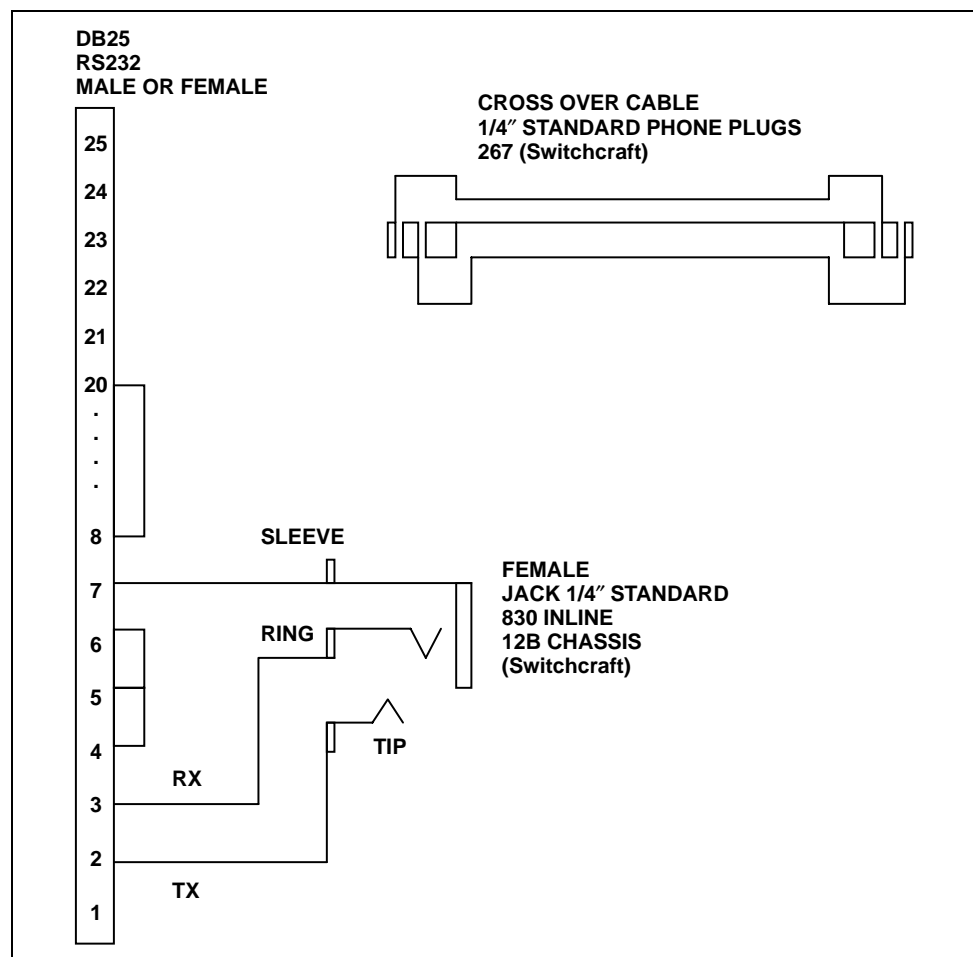 DB25
RS232
MALE OR FEMALE
CROSS OVER CABLE
1/4″ STANDARD PHONE PLUGS
267 (Switchcraft)
25
24
23
22
21
20
.
.
.
.
8
7
6
5
4
3
2
1
SLEEVE
RING
TIP
RX
TX
FEMALE
JACK 1/4″ STANDARD
830 INLINE
12B CHASSIS
(Switchcraft)